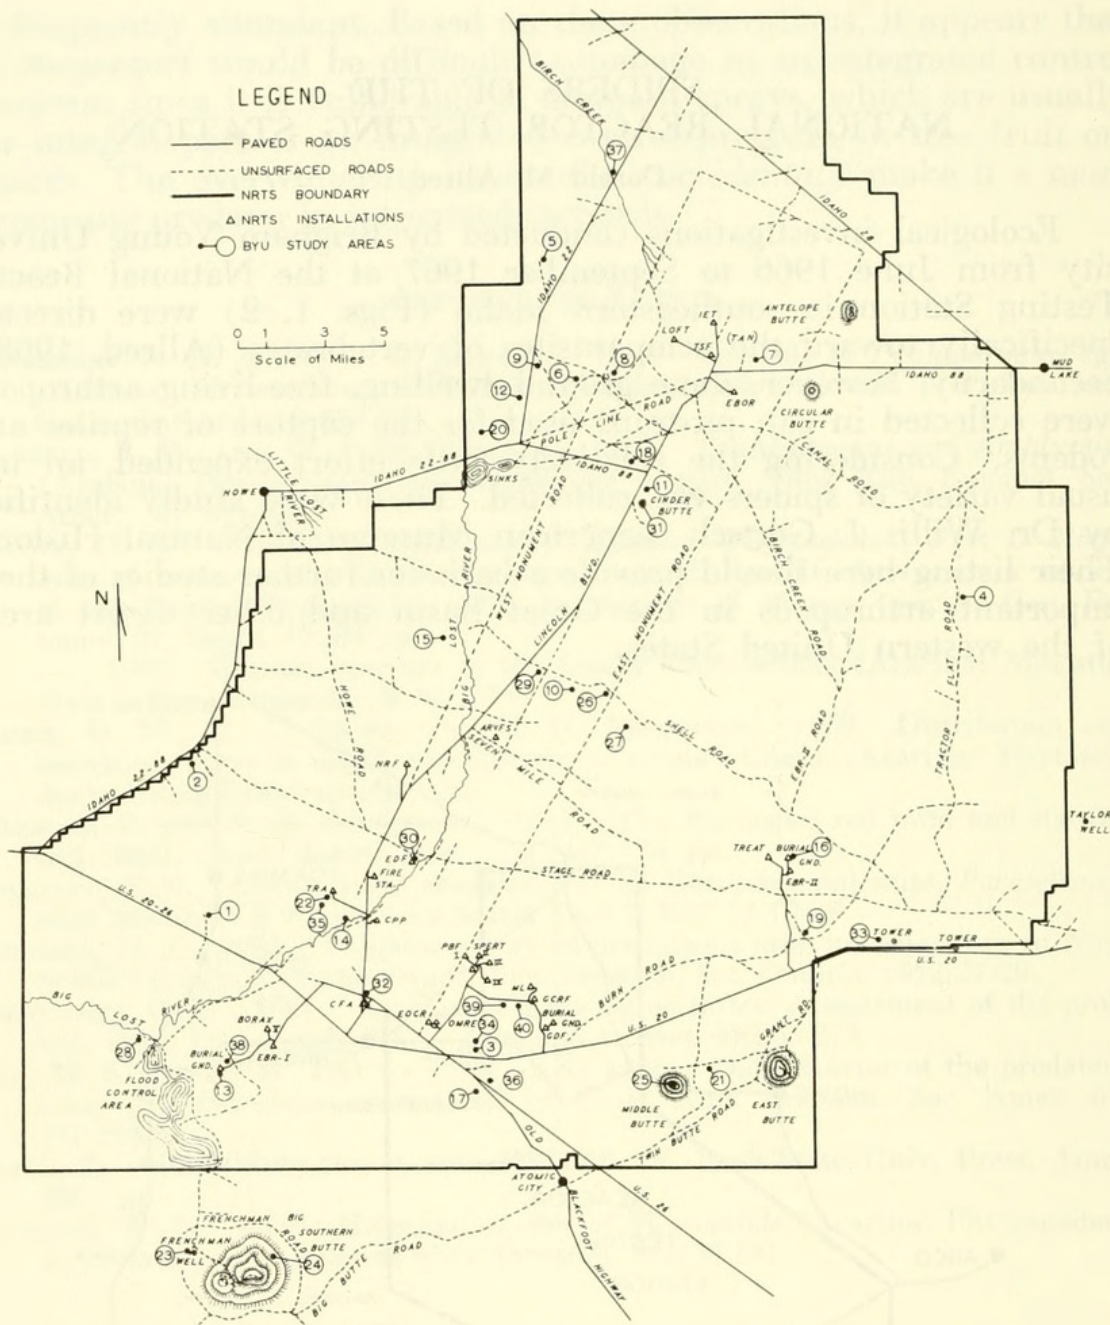 LEGEND
PAVED ROADS
UNSURFACED ROADS
NRTS BOUNDARY
NRTS INSTALLATIONS
BYU STUDY AREAS
0 1 3 5
Scale of Miles
N
BIRCH CREEK
37
IDAHO 28
5
IDAHO 22
ANTELOPE
BUTTE
IET
(TAN)
LOFT
TSF
7
9
6
8
MUD
LAKE
IDAHO 88
12
EBOR
CIRCULAR
BUTTE
POLE LINE ROAD
20
18
IDAHO 22-88
IDAHO 88
SINKS
HOWE
LITTLE LOST
RIVER
11
CINDER
BUTTE
31
ROAD
WEST MONUMENT ROAD
LINCOLN BLVD.
EAST MONUMENT ROAD
BIRCH CREEK ROAD
4
15
BIG LOST RIVER
HOWE ROAD
29
10
26
27
SHELL ROAD
EBR-II ROAD
TRACTOR FLAT ROAD
ARVFS
SEVEN MILE ROAD
NRF
IDAHO 22-88
2
TAYLOR
WELL
30
EDF
FIRE
STA.
STAGE ROAD
TREAT
BURIAL
GND.
16
EBR-II
U.S. 20-26
1
TRA
22
35
14
CPP
19
33
TOWER
TOWER
U.S. 20
PBF
SPERT
I
II
III
IV
BURN ROAD
ML
GCRF
BIG
LOST
RIVER
32
CFA
EOCR
OMRE
39
40
34
3
BURIAL
GND.
GDF
U.S. 20
GRANT RD.
BORAX
V
EBR-I
28
BURIAL
GND.
38
13
FLOOD
CONTROL
AREA
17
36
25
MIDDLE
BUTTE
21
EAST
BUTTE
TWIN BUTTE ROAD
OLD
U.S. 26
ATOMIC
CITY
BLACKFOOT HIGHWAY
FRENCHMAN
ROAD
BIG
SOUTHERN
BUTTE
FRENCHMAN
WELL
23
24
BIG BUTTE ROAD